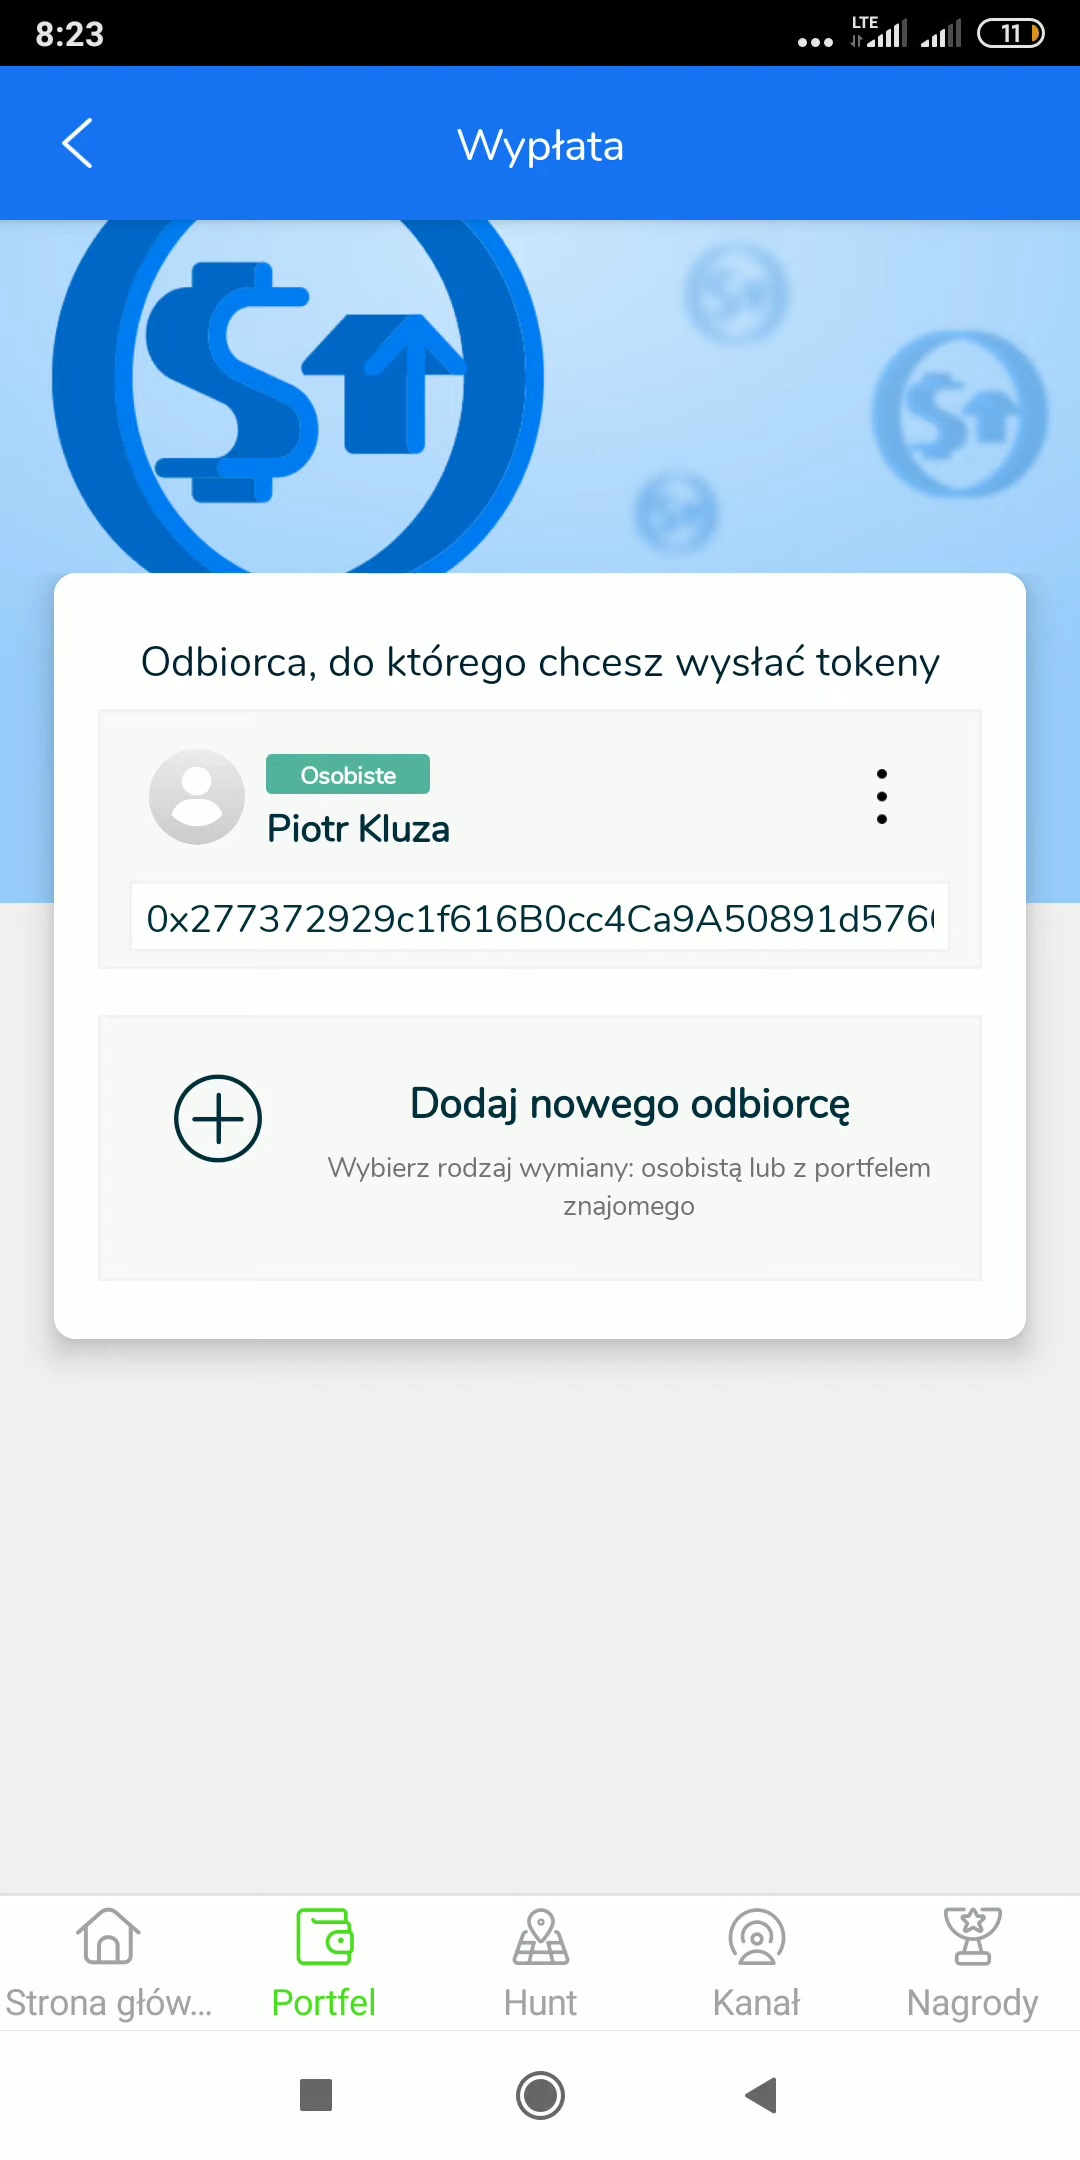 8:23
LTE
11
Wypłata
Odbiorca, do którego chcesz wysłać tokeny
Osobiste
Piotr Kluza
0x277372929c1f616B0cc4Ca9A50891d576
Dodaj nowego odbiorcę
Wybierz rodzaj wymiany: osobistą lub z portfelem
znajomego
Strona głów...
Portfel
Hunt
Kanał
Nagrody